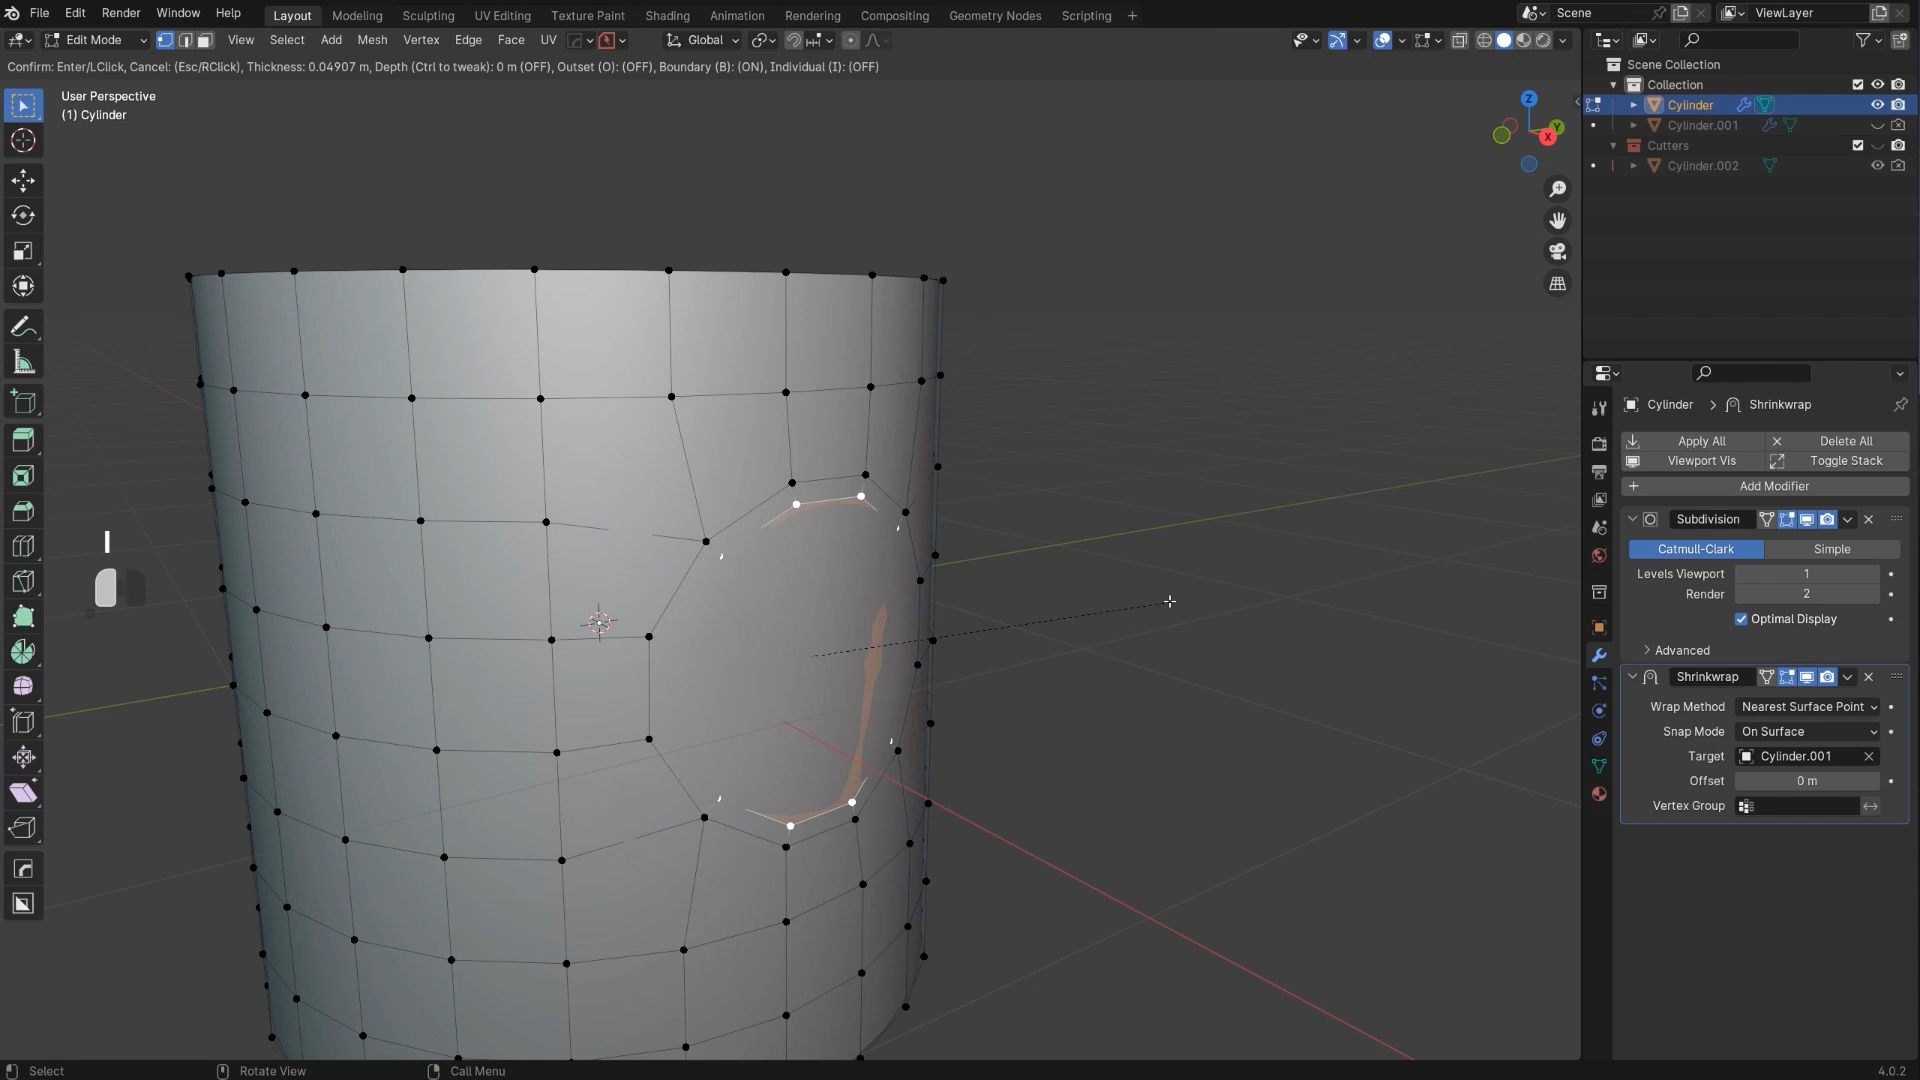 File Edit Render Window Help Layout Modeling Sculpting UV Editing Texture Paint Shading Animation Rendering Compositing Geometry Nodes Scripting + Scene ViewLayer
Edit Mode View Select Add Mesh Vertex Edge Face UV Global
Confirm: Enter/LClick, Cancel: (Esc/RClick), Thickness: 0.04907 m, Depth (Ctrl to tweak): 0 m (OFF), Outset (O): (OFF), Boundary (B): (ON), Individual (I): (OFF)
User Perspective
(1) Cylinder
Z
Y
X
I
Scene Collection
Collection
Cylinder
Cylinder.001
Cutters
Cylinder.002
Cylinder > Shrinkwrap
Apply All Delete All
Viewport Vis Toggle Stack
Add Modifier
Subdivision
Catmull-Clark Simple
Levels Viewport 1
Render 2
Optimal Display
Advanced
Shrinkwrap
Wrap Method Nearest Surface Point
Snap Mode On Surface
Target Cylinder.001
Offset 0 m
Vertex Group
Select Rotate View Call Menu 4.0.2